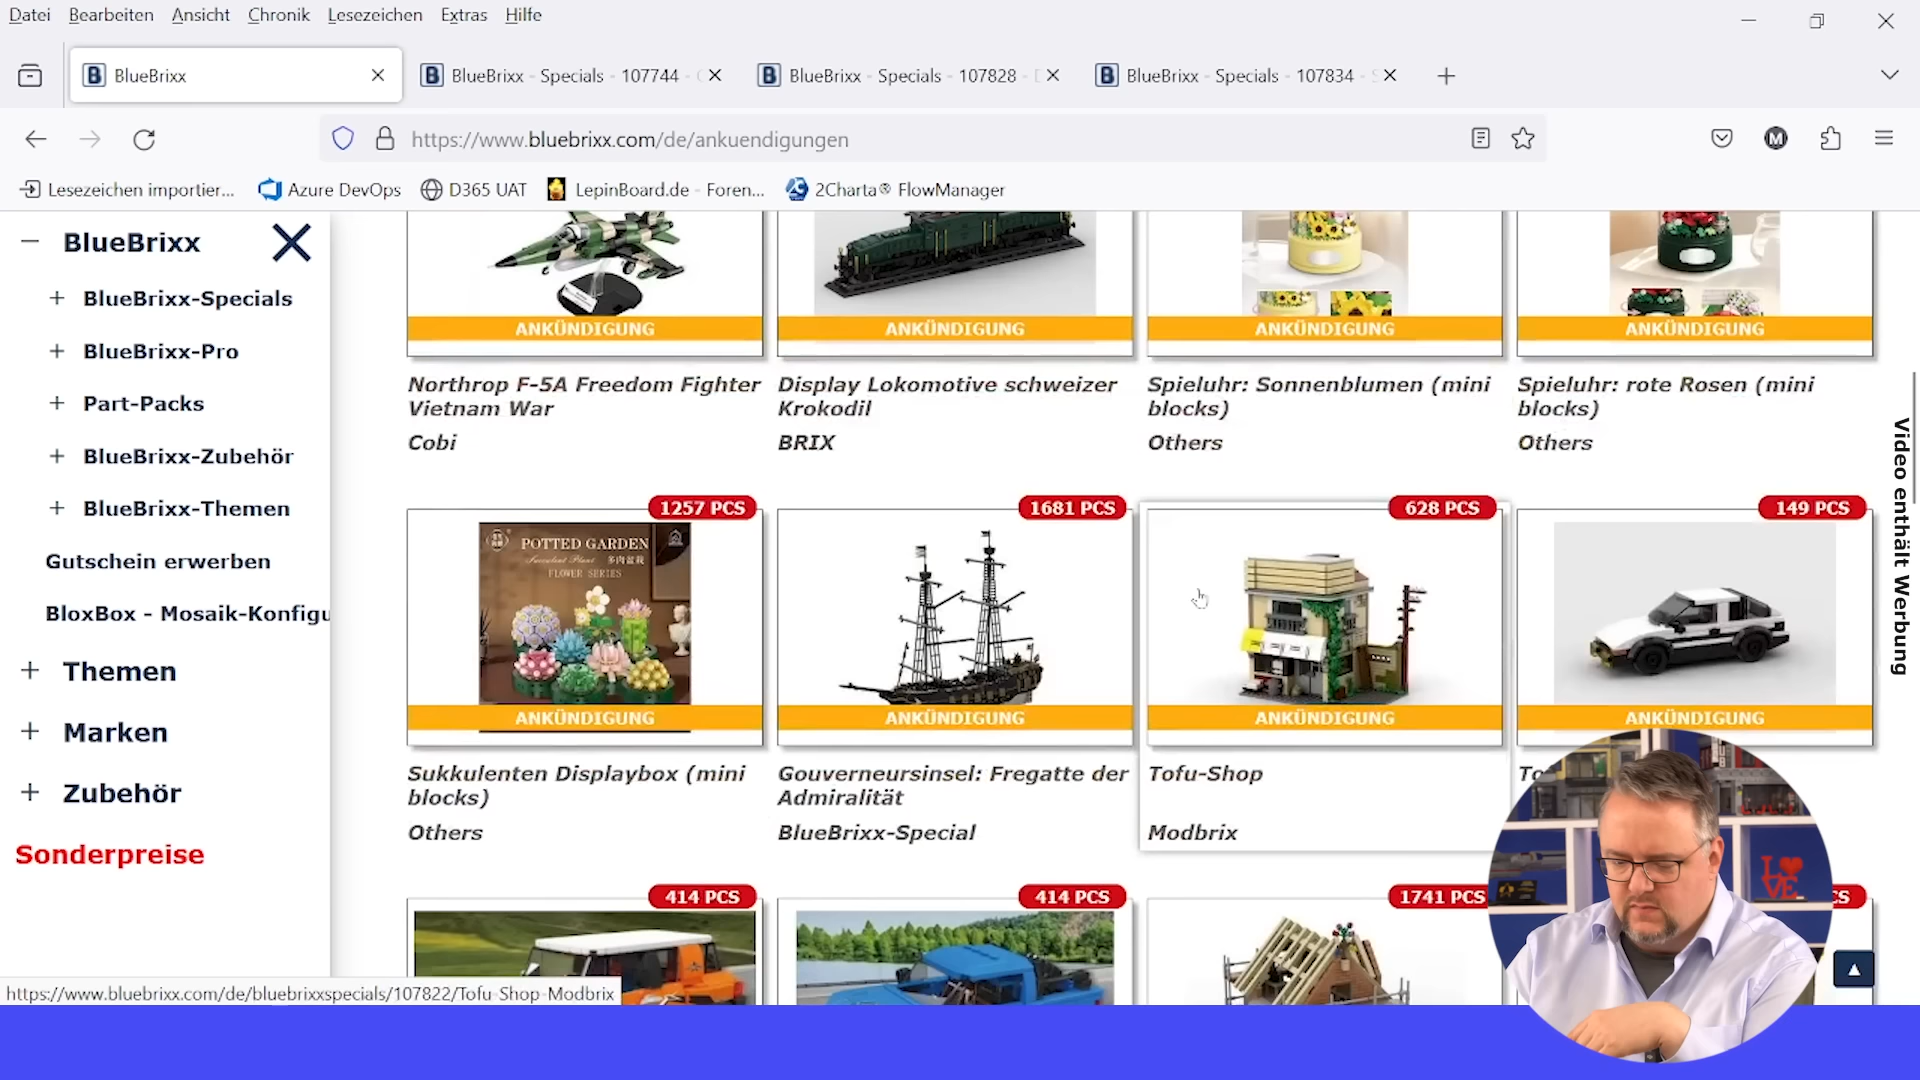 Datei Bearbeiten Ansicht Chronik Lesezeichen Extras Hilfe
BlueBrixx
BlueBrixx - Specials - 107744 -
BlueBrixx - Specials - 107828 -
BlueBrixx - Specials - 107834 -
https://www.bluebrixx.com/de/ankuendigungen
M
Lesezeichen importier...
Azure DevOps
D365 UAT
LepinBoard.de - Foren...
2Charta® FlowManager
BlueBrixx
BlueBrixx-Specials
BlueBrixx-Pro
Part-Packs
BlueBrixx-Zubehör
BlueBrixx-Themen
Gutschein erwerben
BloxBox - Mosaik-Konfigu
Themen
Marken
Zubehör
Sonderpreise
ANKÜNDIGUNG
ANKÜNDIGUNG
ANKÜNDIGUNG
ANKÜNDIGUNG
Northrop F-5A Freedom Fighter
Vietnam War
Cobi
Display Lokomotive schweizer
Krokodil
BRIX
Spieluhr: Sonnenblumen (mini
blocks)
Others
Spieluhr: rote Rosen (mini
blocks)
Others
1257 PCS
1681 PCS
628 PCS
149 PCS
POTTED GARDEN
Succulent Plant 多肉盆栽
FLOWER SERIES
ANKÜNDIGUNG
ANKÜNDIGUNG
ANKÜNDIGUNG
ANKÜNDIGUNG
Sukkulenten Displaybox (mini
blocks)
Others
Gouverneursinsel: Fregatte der
Admiralität
BlueBrixx-Special
Tofu-Shop
Modbrix
To
414 PCS
414 PCS
1741 PCS
CS
LOVE
Video enthält Werbung
https://www.bluebrixx.com/de/bluebrixxspecials/107822/Tofu-Shop-Modbrix